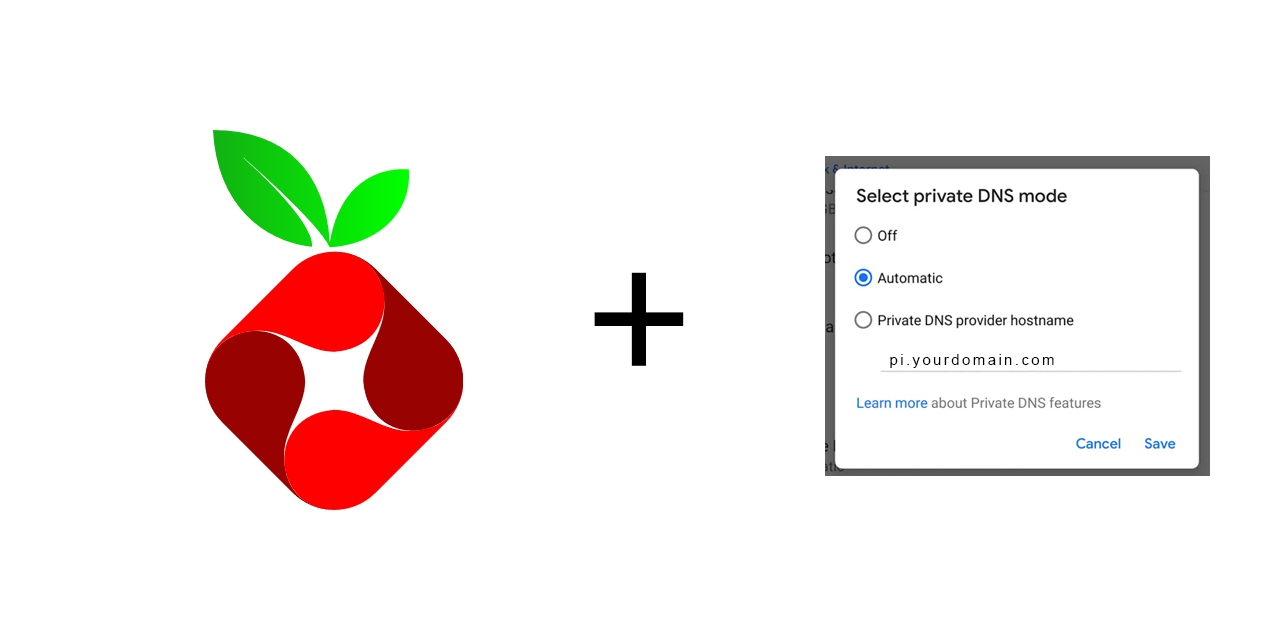 k & Internet
Select private DNS mode
Off
Automatic
Private DNS provider hostname
pi.yourdomain.com
Learn more about Private DNS features
Cancel
Save